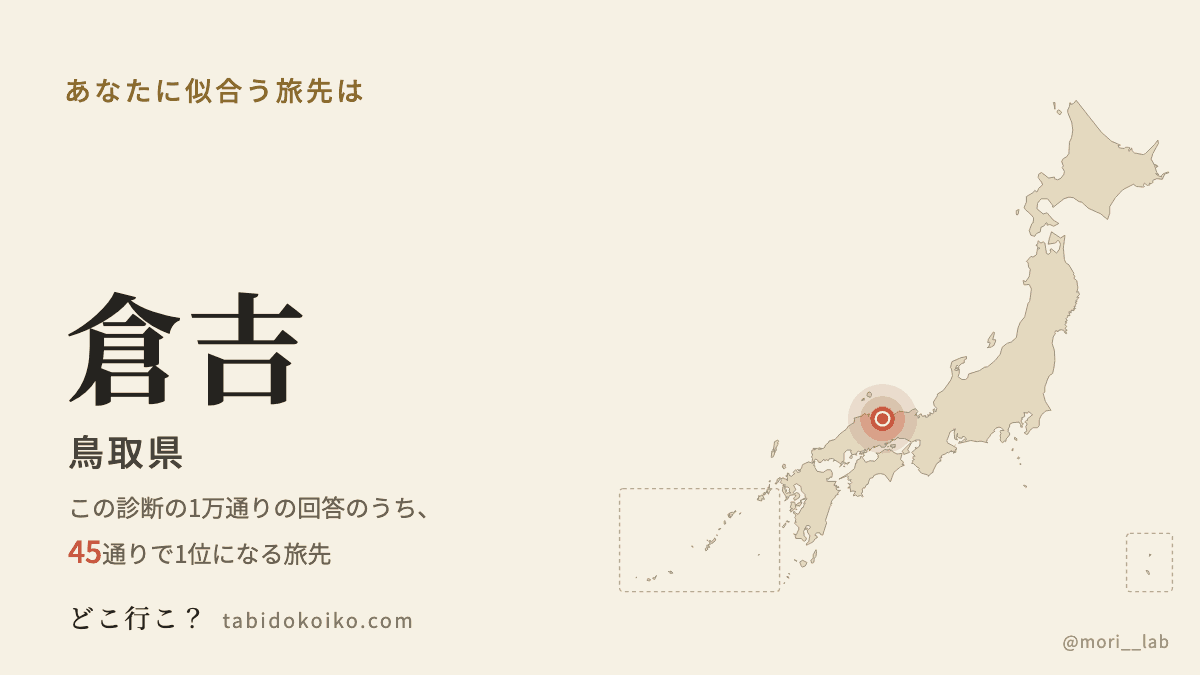 あなたに似合う旅先は
倉吉
鳥取県
この診断の1万通りの回答のうち、
45通りで1位になる旅先
どこ行こ？ tabidokoiko.com
@mori__lab